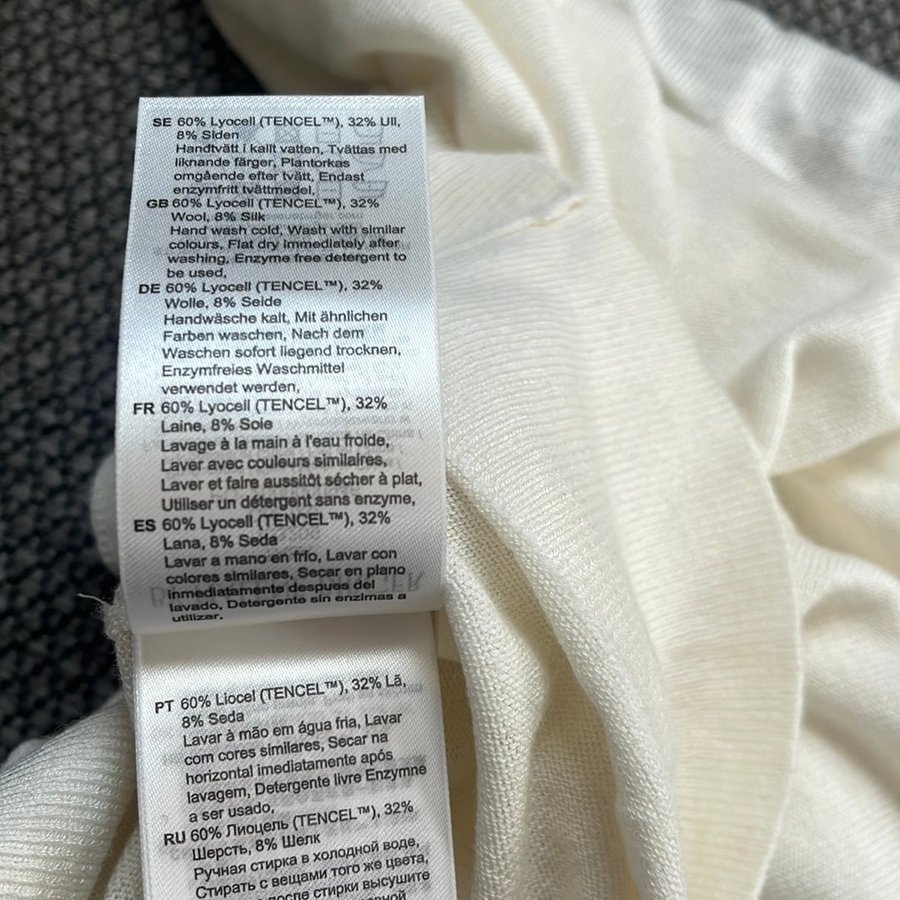 SE 60% Lyocell (TENCEL™), 32% Ull,
8% Siden
Handtvätt i kallt vatten, Tvättas med
liknande färger, Plantorkas
omgående efter tvätt, Endast
enzymfritt tvättmedel,
GB 60% Lyocell (TENCEL™), 32%
Wool, 8% Silk
Hand wash cold, Wash with similar
colours, Flat dry immediately after
washing, Enzyme free detergent to
be used,
DE 60% Lyocell (TENCEL™), 32%
Wolle, 8% Seide
Handwäsche kalt, Mit ähnlichen
Farben waschen, Nach dem
Waschen sofort liegend trocknen,
Enzymfreies Waschmittel
verwendet werden,
FR 60% Lyocell (TENCEL™), 32%
Laine, 8% Soie
Lavage à la main à l'eau froide,
Laver avec couleurs similaires,
Laver et faire aussitôt sécher à plat,
Utiliser un détergent sans enzyme,
ES 60% Lyocell (TENCEL™), 32%
Lana, 8% Seda
Lavar a mano en frío, Lavar con
colores similares, Secar en plano
inmediatamente despues del
lavado, Detergente sin enzimas a
utilizar,
PT 60% Liocel (TENCEL™), 32% Lã,
8% Seda
Lavar à mão em água fria, Lavar
com cores similares, Secar na
horizontal imediatamente após
lavagem, Detergente livre Enzymne
a ser usado,
RU 60% Лиоцель (TENCEL™), 32%
Шерсть, 8% Шелк
Ручная стирка в холодной воде,
Стирать с вещами того же цвета,
после стирки высушите